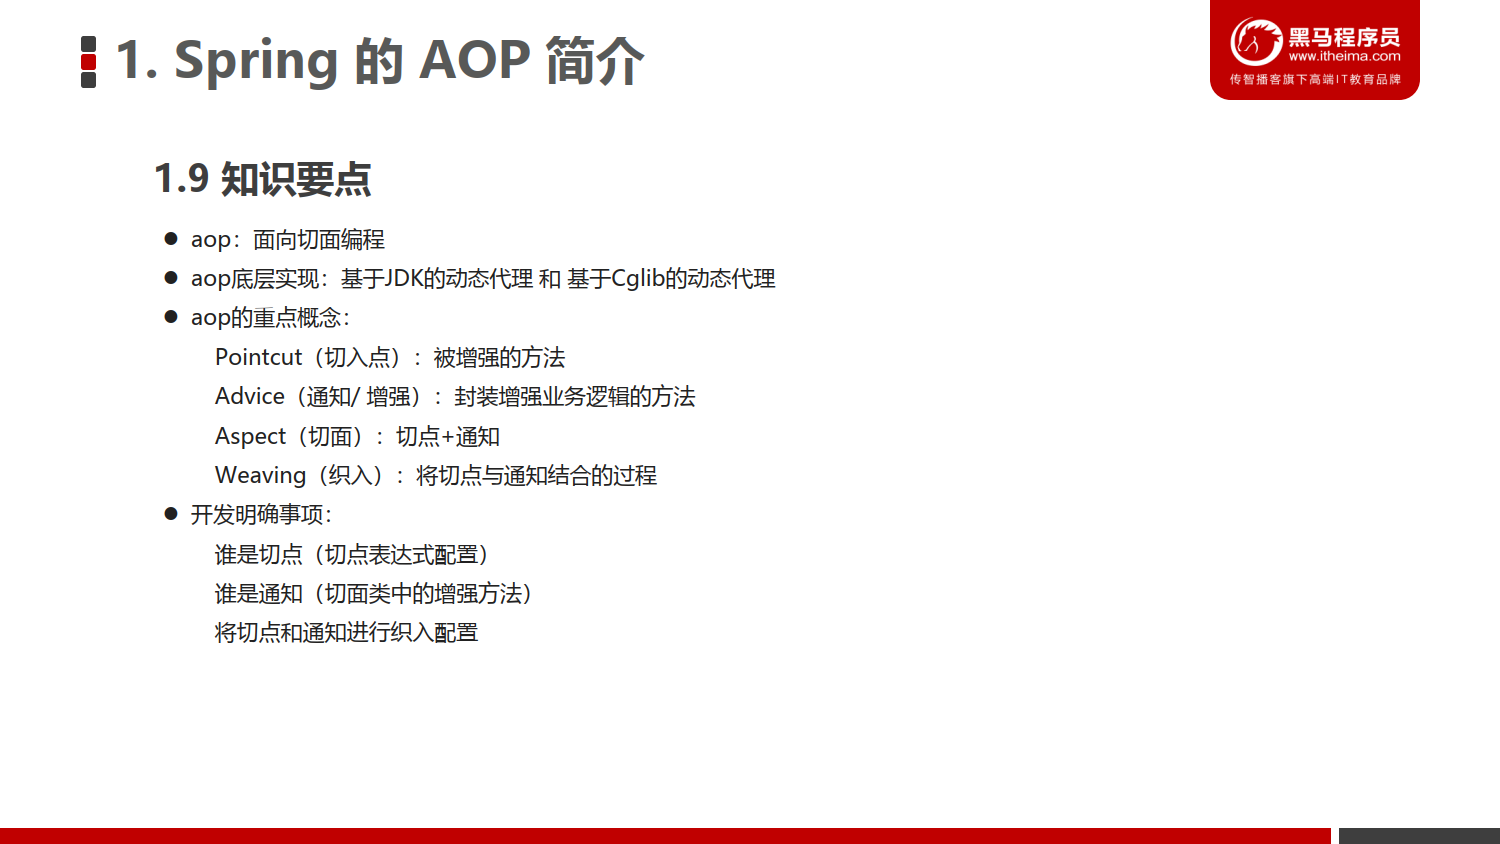 1. Spring 的 AOP 简介
黑马程序员
www.itheima.com
传智播客旗下高端IT教育品牌
1.9 知识要点
● aop：面向切面编程
● aop底层实现：基于JDK的动态代理 和 基于Cglib的动态代理
● aop的重点概念：
Pointcut（切入点）：被增强的方法
Advice（通知/ 增强）：封装增强业务逻辑的方法
Aspect（切面）：切点+通知
Weaving（织入）：将切点与通知结合的过程
● 开发明确事项：
谁是切点（切点表达式配置）
谁是通知（切面类中的增强方法）
将切点和通知进行织入配置